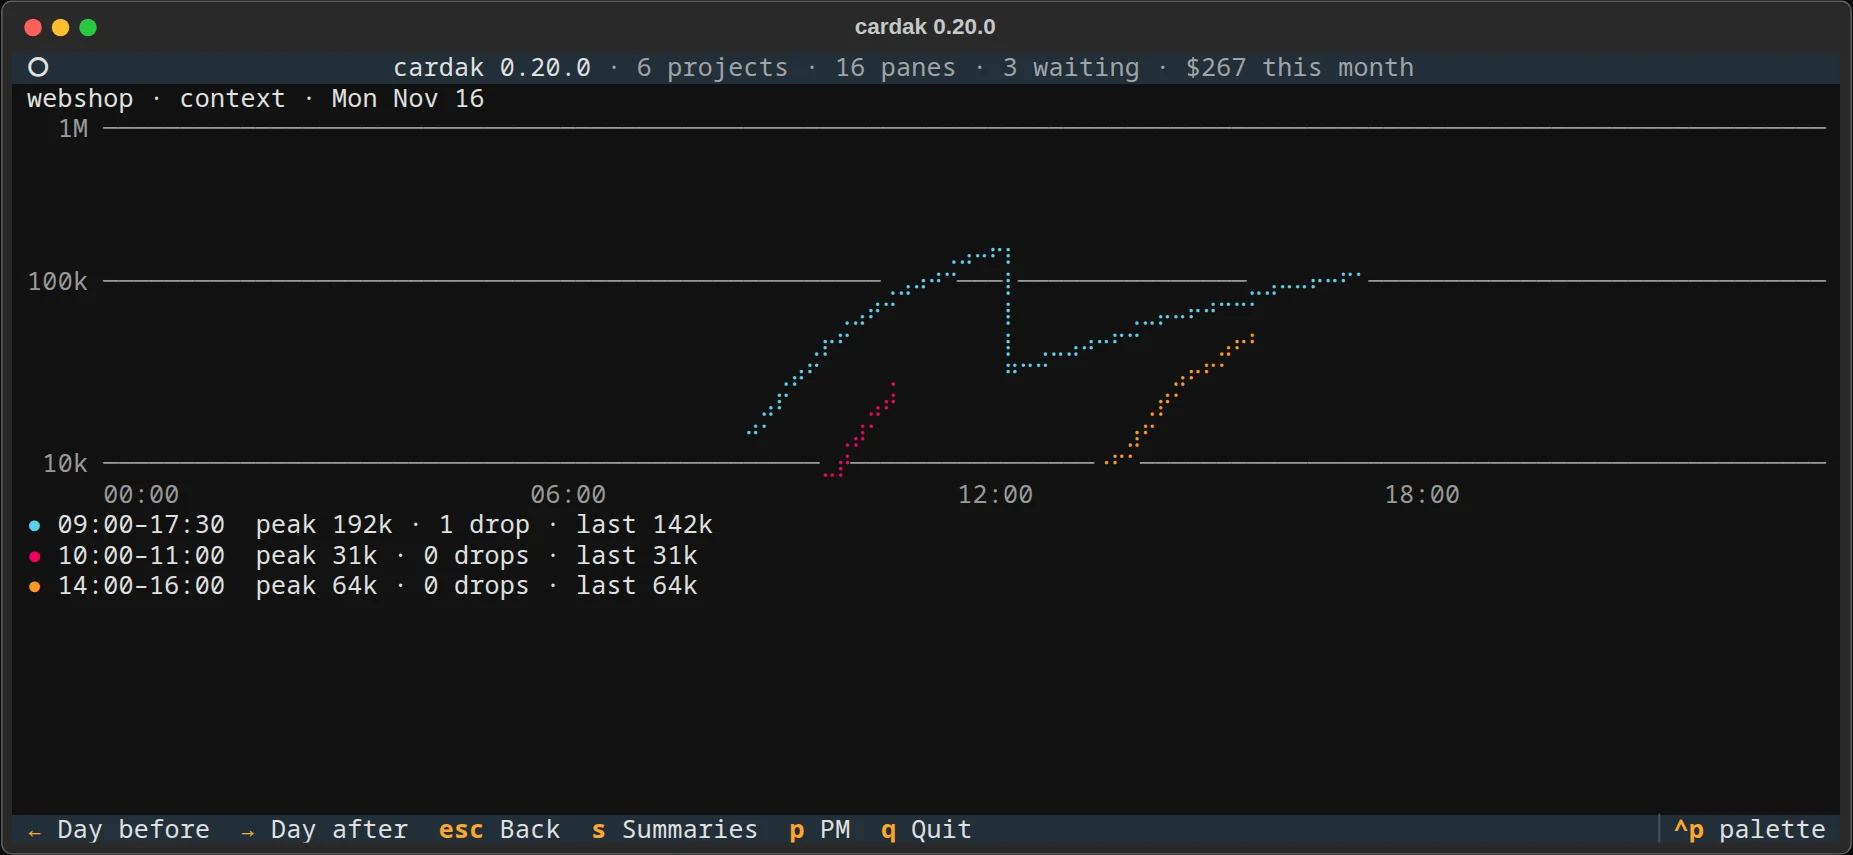 cardak 0.20.0
cardak 0.20.0 · 6 projects · 16 panes · 3 waiting · $267 this month
webshop · context · Mon Nov 16
1M
100k
10k
00:00 06:00 12:00 18:00
● 09:00–17:30 peak 192k · 1 drop · last 142k
● 10:00–11:00 peak 31k · 0 drops · last 31k
● 14:00–16:00 peak 64k · 0 drops · last 64k
← Day before → Day after esc Back s Summaries p PM q Quit ^p palette